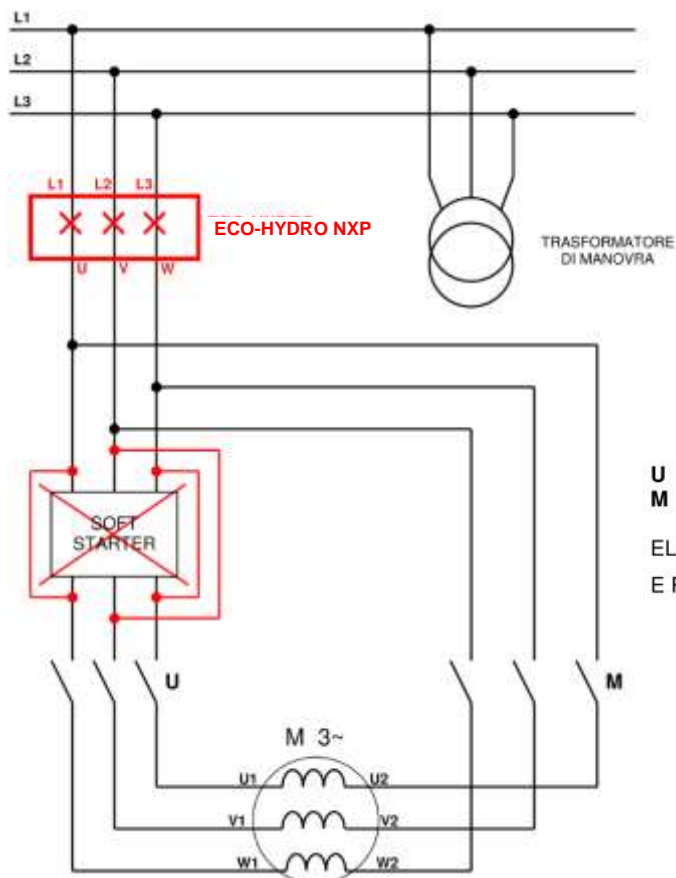 L1
L2
L3
L1 L2 L3
ECO-HYDRO NXP
U V W
TRASFORMATORE
DI MANOVRA
SOFT
STARTER
U
M
EL
E F
U
M
M 3~
U1 U2
V1 V2
W1 W2